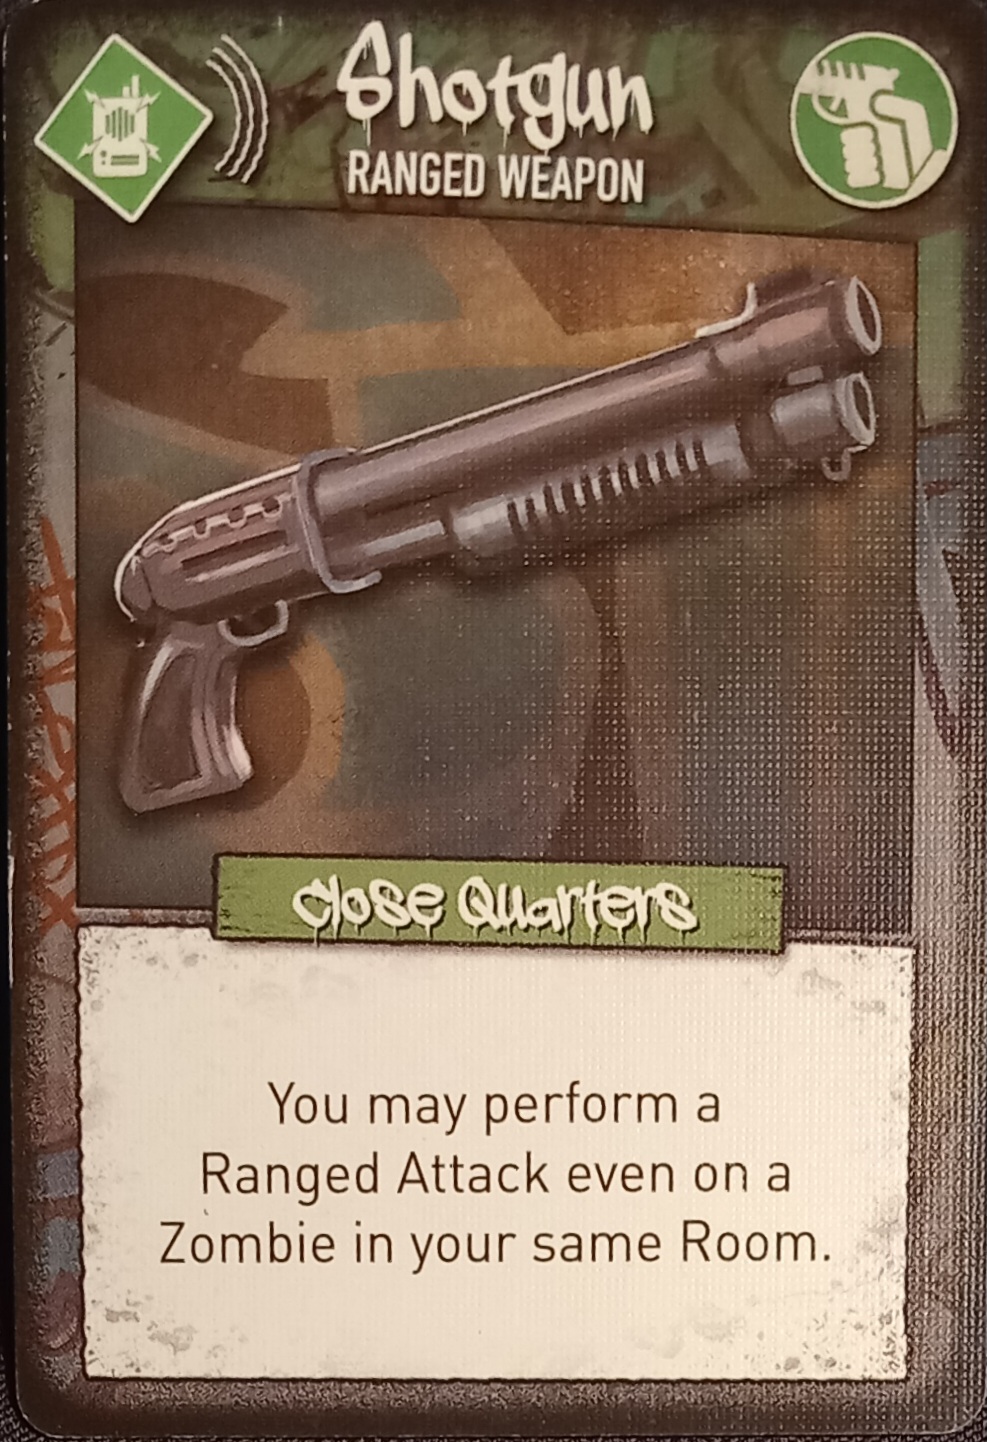 Shotgun
RANGED WEAPON
Close Quarters
You may perform a
Ranged Attack even on a
Zombie in your same Room.